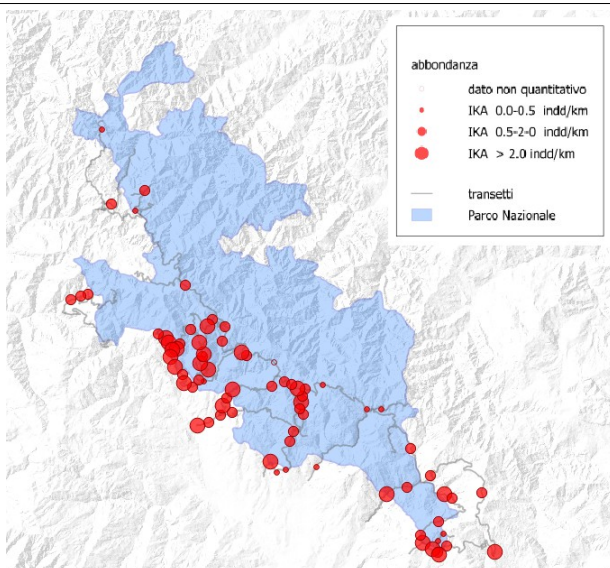 abbondanza
dato non quantitativo
IKA 0.0-0.5 indd/km
IKA 0.5-2-0 indd/km
IKA > 2.0 indd/km
transetti
Parco Nazionale